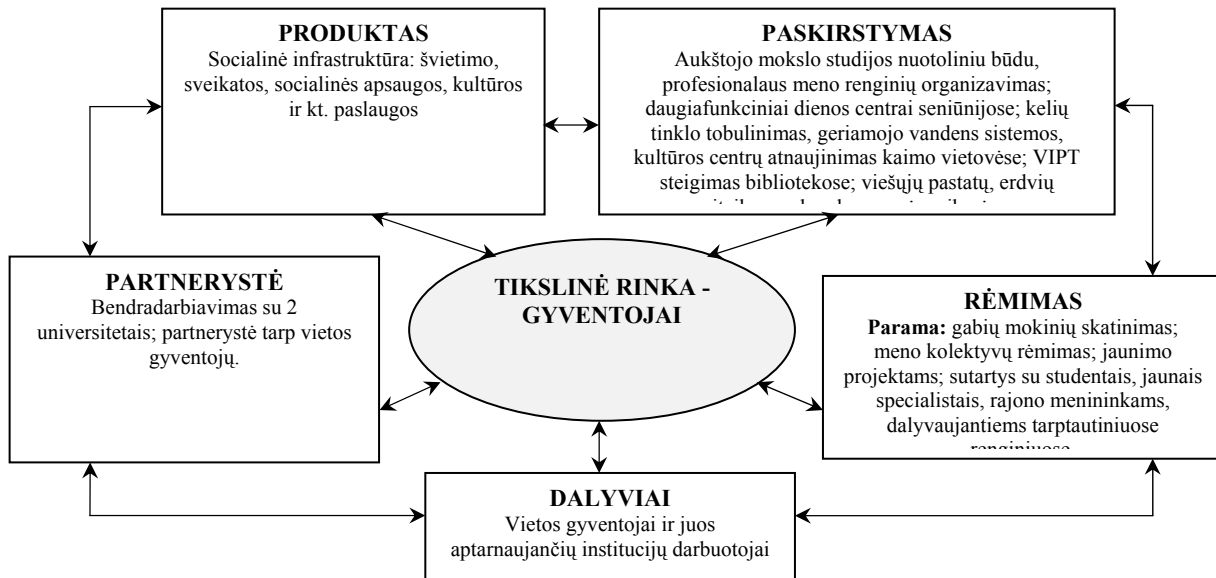 PRODUKTAS
Socialinė infrastruktūra: švietimo,
sveikatos, socialinės apsaugos, kultūros
ir kt. paslaugos
PASKIRSTYMAS
Aukštojo mokslo studijos nuotoliniu būdu,
profesionalaus meno renginių organizavimas;
daugiafunkciniai dienos centrai seniūnijose; kelių
tinklo tobulinimas, geriamojo vandens sistemos,
kultūros centrų atnaujinimas kaimo vietovėse; VIPT
steigimas bibliotekose; viešųjų pastatų, erdvių
PARTNERYSTĖ
Bendradarbiavimas su 2
universitetais; partnerystė tarp vietos
gyventojų.
TIKSLINĖ RINKA -
GYVENTOJAI
RĖMIMAS
Parama: gabių mokinių skatinimas;
meno kolektyvų rėmimas; jaunimo
projektams; sutartys su studentais, jaunais
specialistais, rajono menininkams,
dalyvaujantiems tarptautiniuose
renginiuose
DALYVIAI
Vietos gyventojai ir juos
aptarnaujančių institucijų darbuotojai